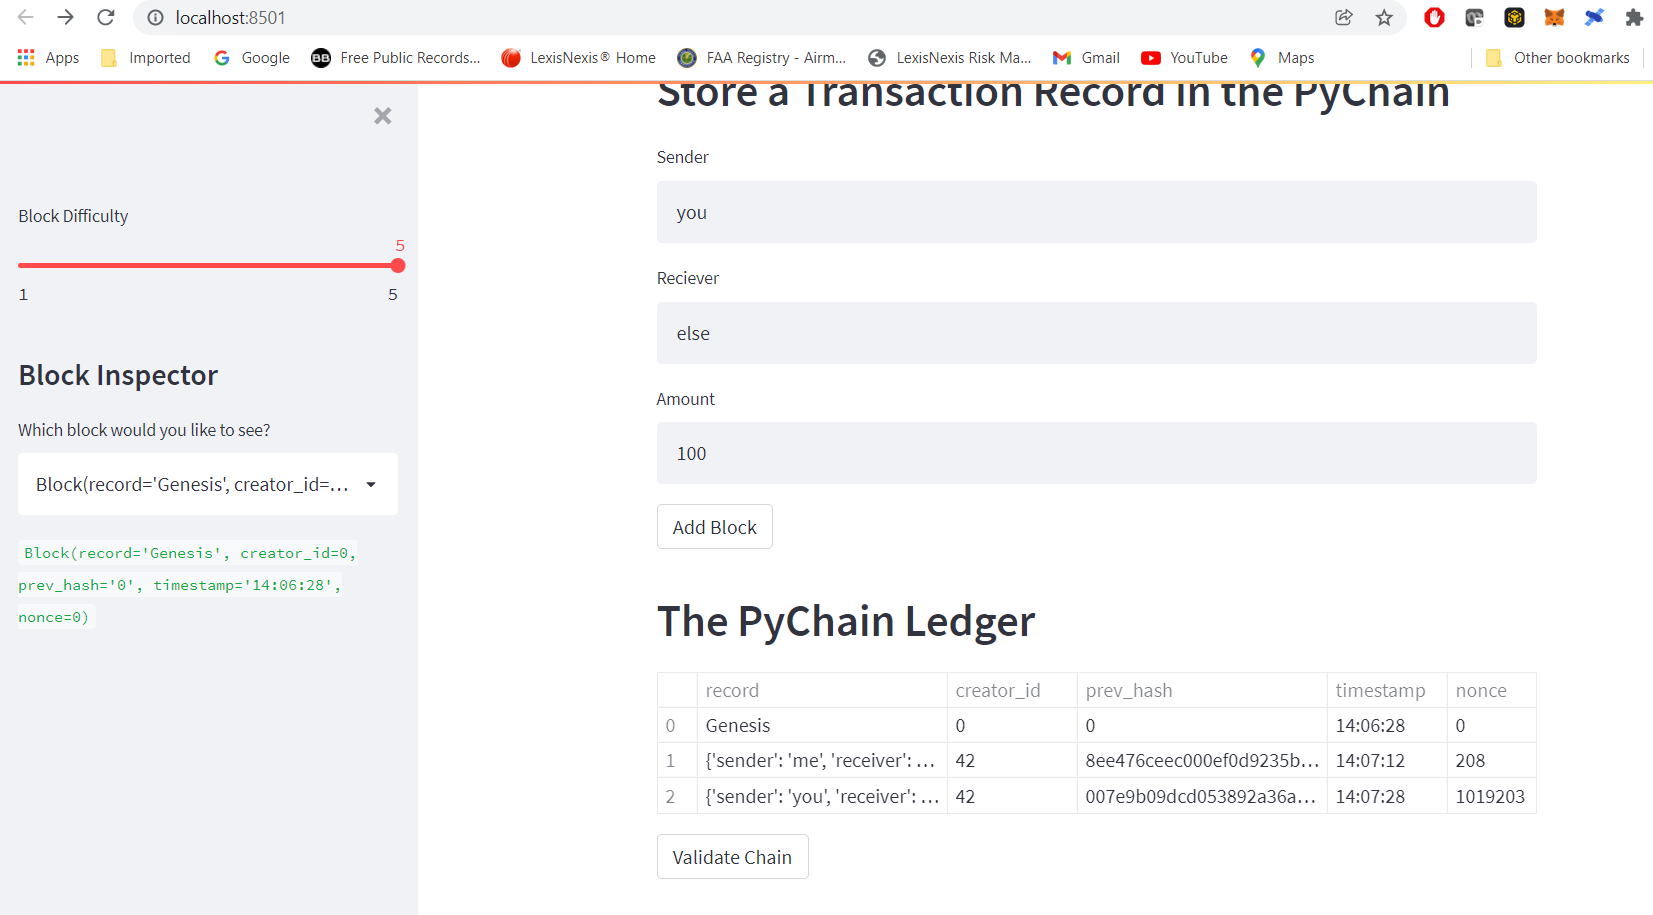 localhost:8501
Apps Imported Google Free Public Records... LexisNexis® Home FAA Registry - Airm... LexisNexis Risk Ma... Gmail YouTube Maps Other bookmarks
Store a Transaction Record in the PyChain
Block Difficulty
5
1 5
Block Inspector
Which block would you like to see?
Block(record='Genesis', creator_id=...
Block(record='Genesis', creator_id=0,
prev_hash='0', timestamp='14:06:28',
nonce=0)
Sender
you
Reciever
else
Amount
100
Add Block
The PyChain Ledger
record creator_id prev_hash timestamp nonce
0 Genesis 0 0 14:06:28 0
1 {'sender': 'me', 'receiver': ... 42 8ee476ceec000ef0d9235b... 14:07:12 208
2 {'sender': 'you', 'receiver': ... 42 007e9b09dcd053892a36a... 14:07:28 1019203
Validate Chain